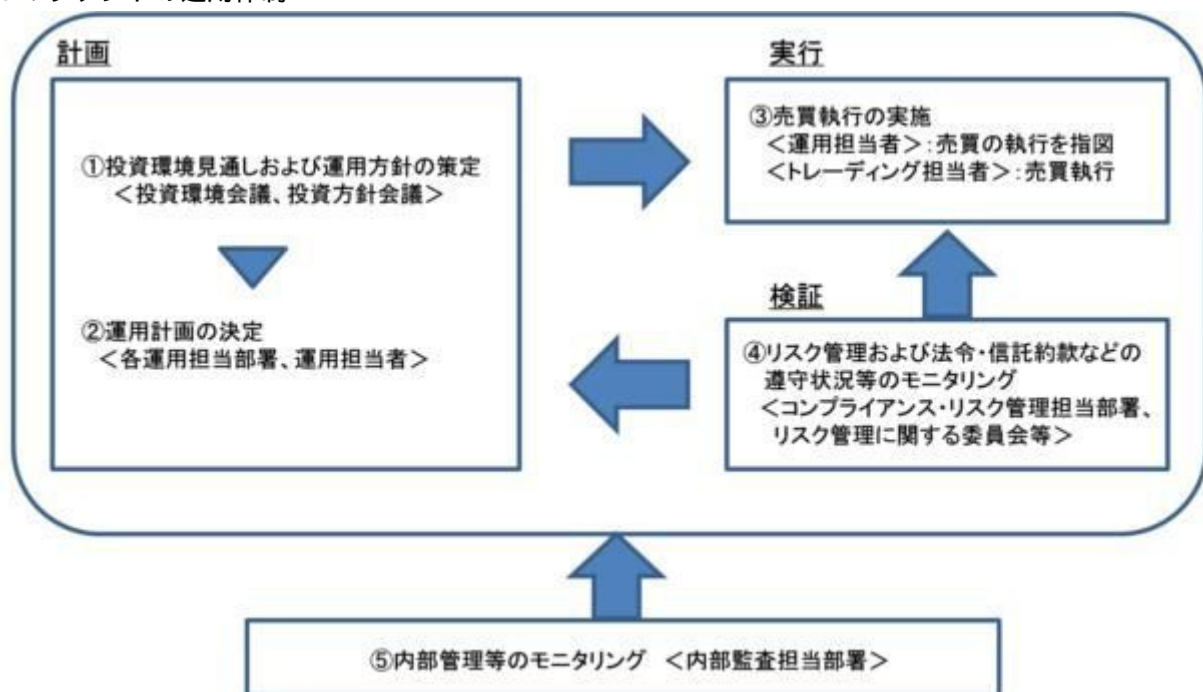 計画
①投資環境見通しおよび運用方針の策定
＜投資環境会議、投資方針会議＞
②運用計画の決定
＜各運用担当部署、運用担当者＞
実行
③売買執行の実施
＜運用担当者＞：売買の執行を指図
＜トレーディング担当者＞：売買執行
検証
④リスク管理および法令・信託約款などの
遵守状況等のモニタリング
＜コンプライアンス・リスク管理担当部署、
リスク管理に関する委員会等＞
⑤内部管理等のモニタリング ＜内部監査担当部署＞